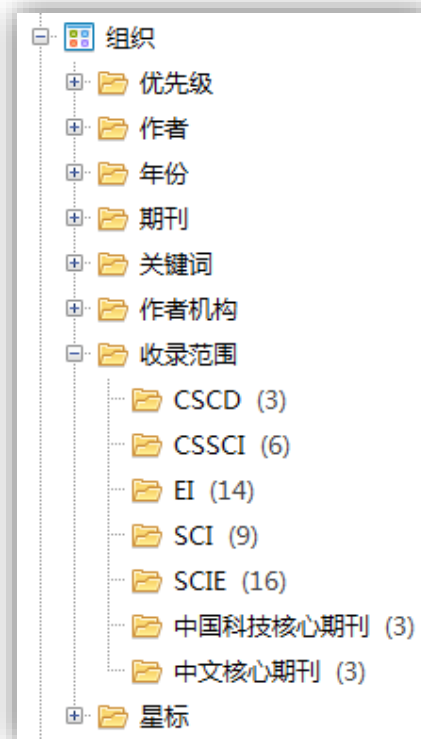 组织
优先级
作者
年份
期刊
关键词
作者机构
收录范围
CSCD (3)
CSSCI (6)
EI (14)
SCI (9)
SCIE (16)
中国科技核心期刊 (3)
中文核心期刊 (3)
星标